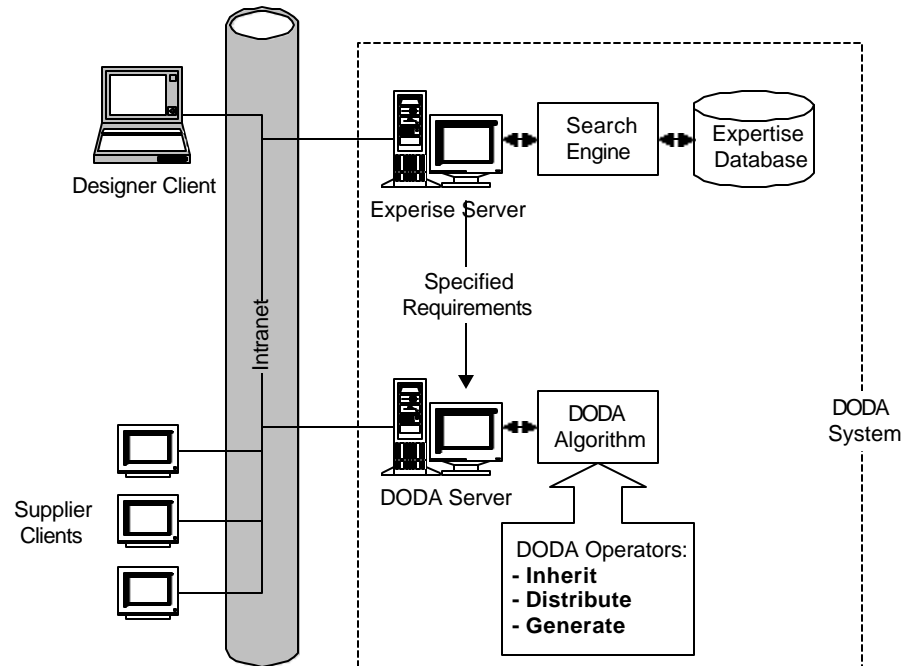 Designer Client
Experise Server
Search
Engine
Expertise
Database
Specified
Requirements
Intranet
DODA
Algorithm
DODA
System
DODA Server
Supplier
Clients
DODA Operators:
- Inherit
- Distribute
- Generate